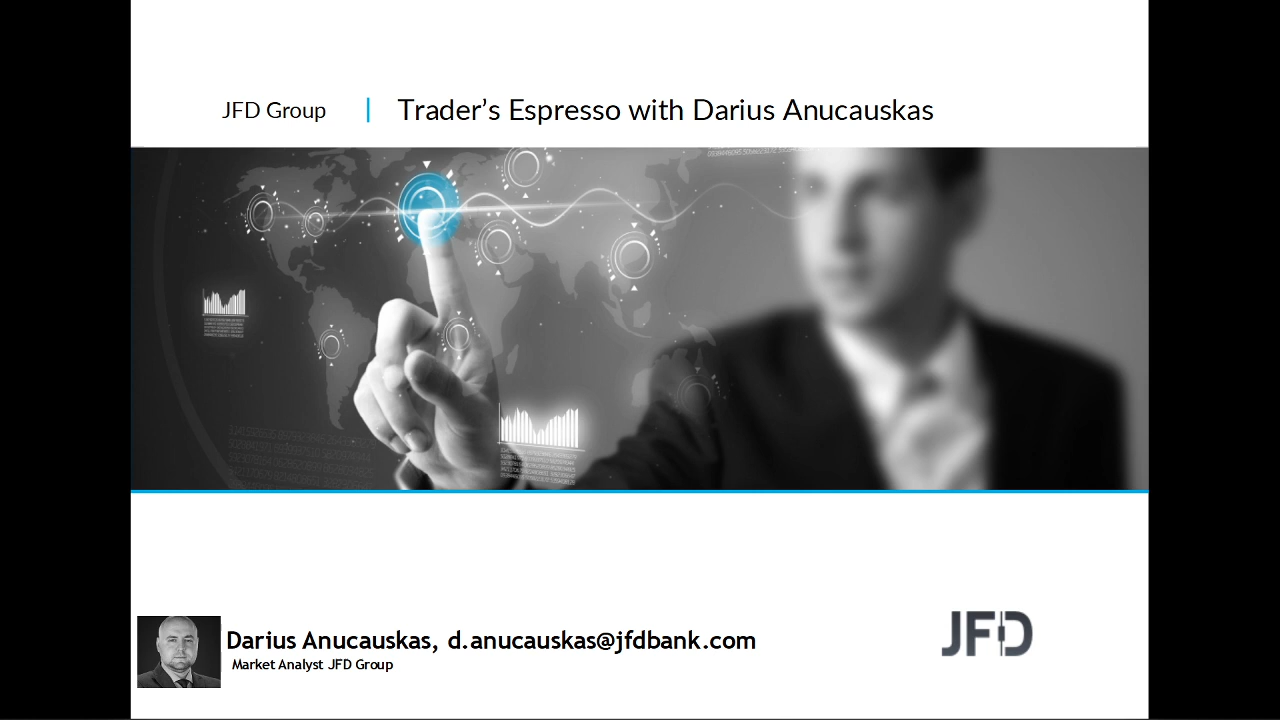 JFD Group | Trader’s Espresso with Darius Anucauskas
Darius Anucauskas, d.anucauskas@jfdbank.com
Market Analyst JFD Group
JFD